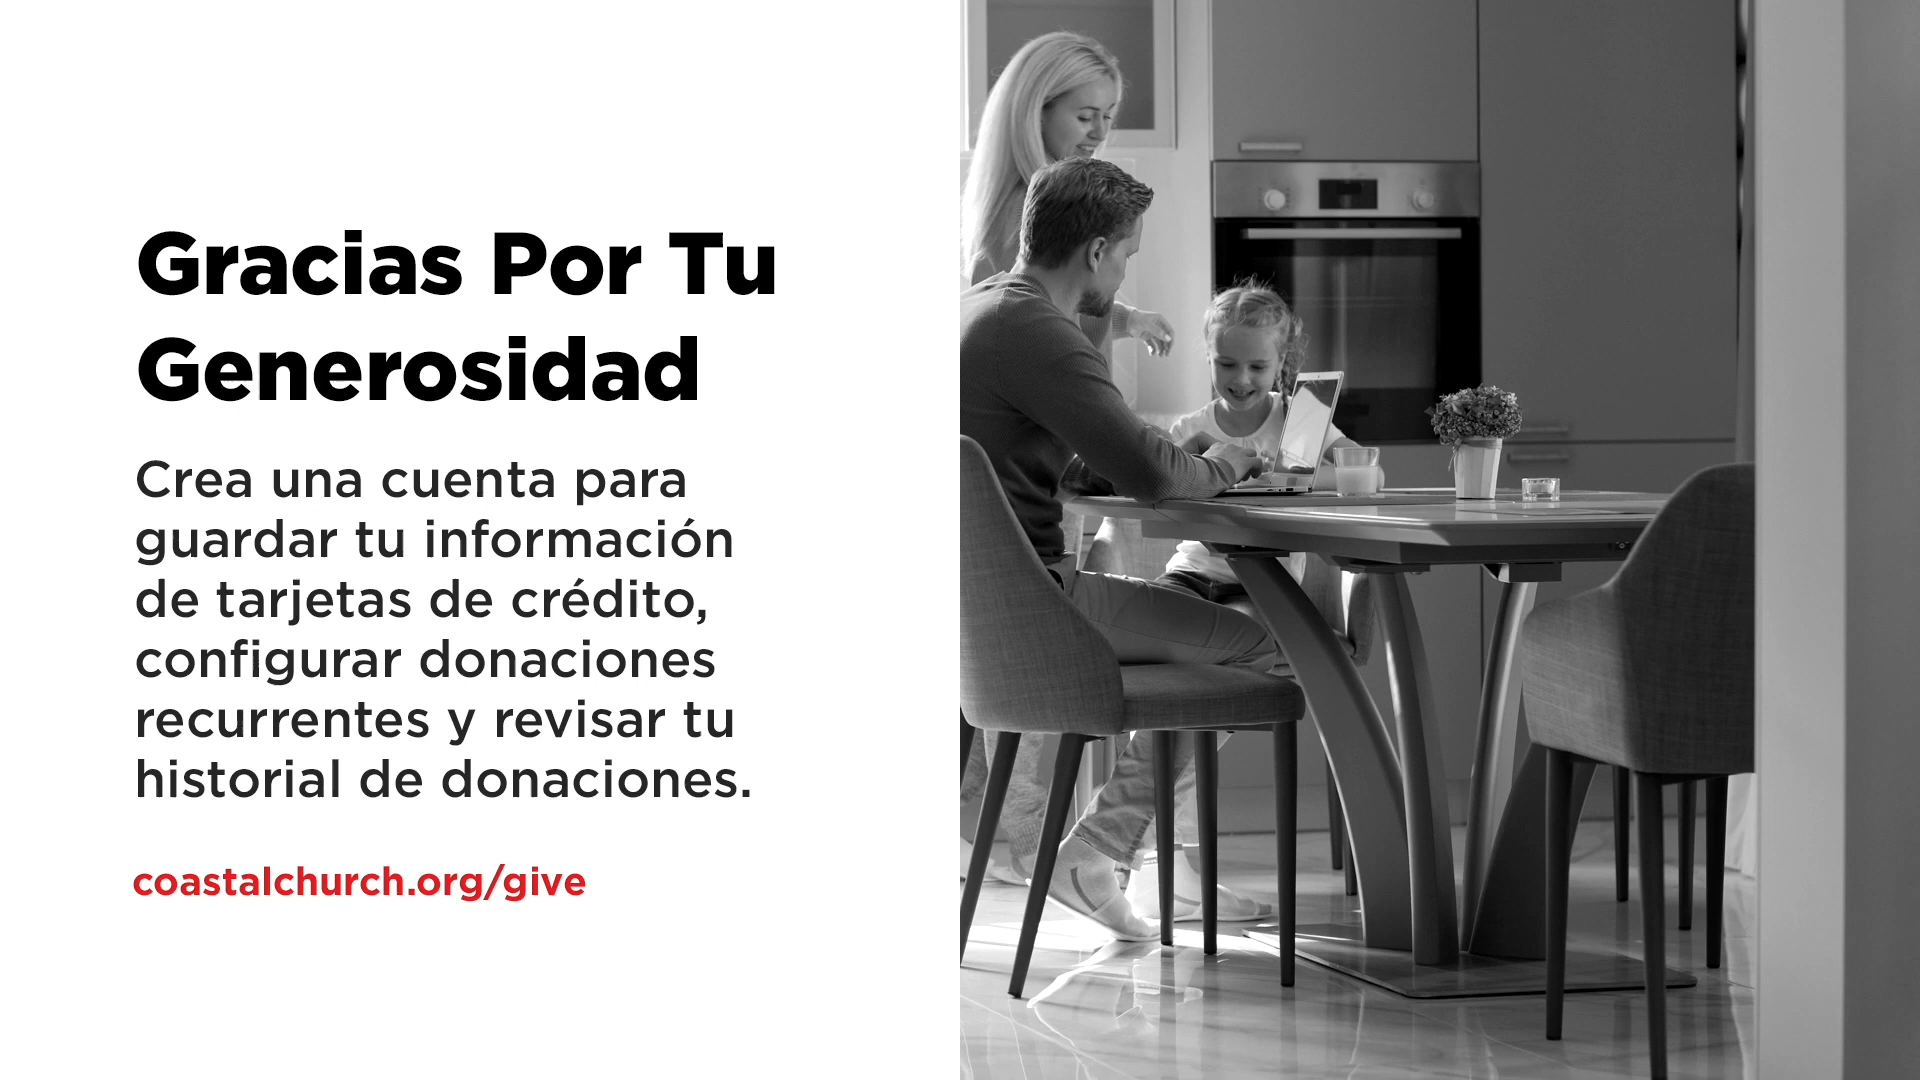 Gracias Por Tu
Generosidad
Crea una cuenta para
guardar tu información
de tarjetas de crédito,
configurar donaciones
recurrentes y revisar tu
historial de donaciones.
coastalchurch.org/give